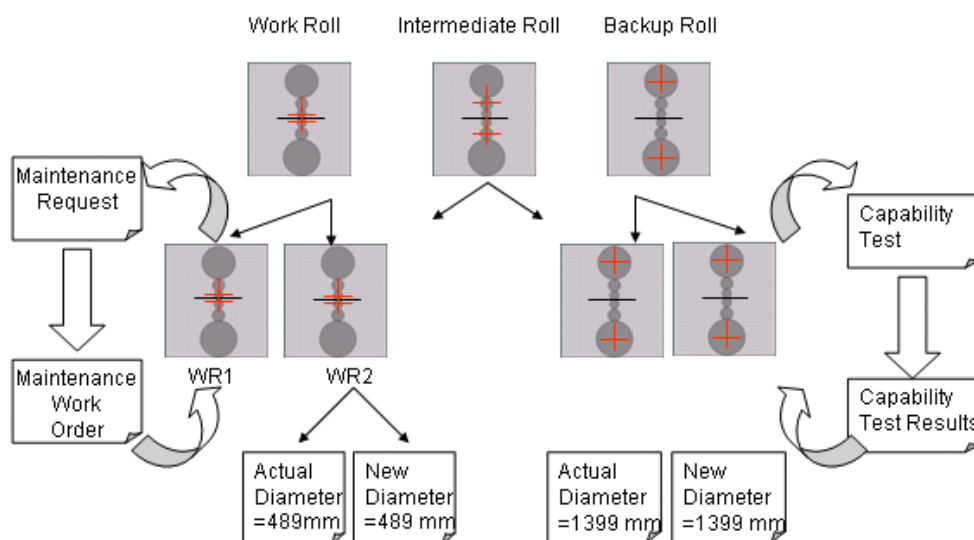 Work Roll
Intermediate Roll
Backup Roll
Maintenance
Request
Capability
Test
WR1
WR2
Maintenance
Work
Order
Capability
Test Results
Actual
Diameter
=489mm
New
Diameter
=489 mm
Actual
Diameter
=1399 mm
New
Diameter
=1399 mm